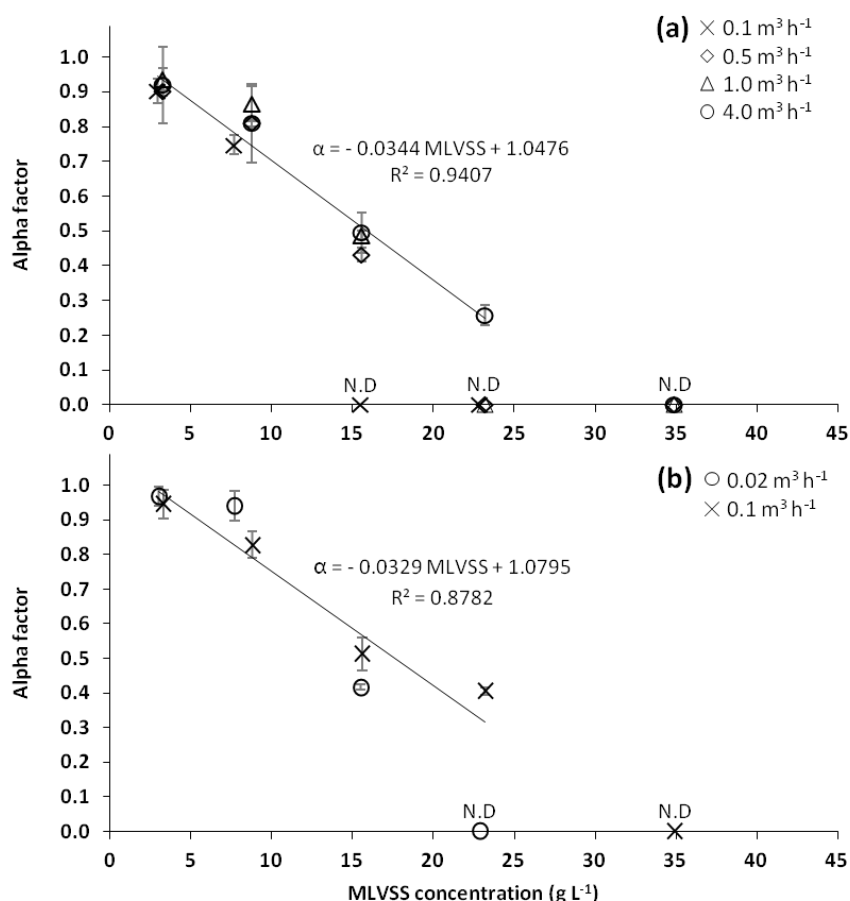 (a)
× 0.1 m³ h⁻¹
◇ 0.5 m³ h⁻¹
△ 1.0 m³ h⁻¹
○ 4.0 m³ h⁻¹
1.0
0.9
0.8
0.7
0.6
0.5
0.4
0.3
0.2
0.1
0.0
Alpha factor
α = - 0.0344 MLVSS + 1.0476
R² = 0.9407
N.D N.D N.D
0 5 10 15 20 25 30 35 40 45
(b)
○ 0.02 m³ h⁻¹
× 0.1 m³ h⁻¹
1.0
0.9
0.8
0.7
0.6
0.5
0.4
0.3
0.2
0.1
0.0
Alpha factor
α = - 0.0329 MLVSS + 1.0795
R² = 0.8782
N.D N.D
0 5 10 15 20 25 30 35 40 45
MLVSS concentration (g L⁻¹)